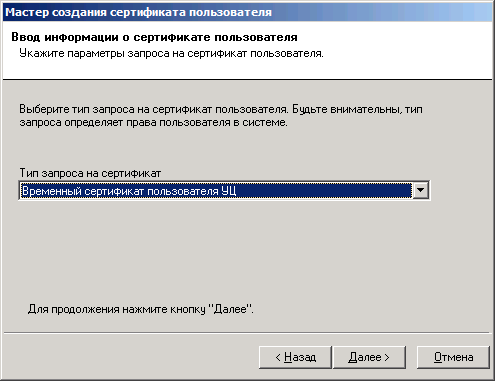 Мастер создания сертификата пользователя
Ввод информации о сертификате пользователя
Укажите параметры запроса на сертификат пользователя.
Выберите тип запроса на сертификат пользователя. Будьте внимательны, тип
запроса определяет права пользователя в системе.
Тип запроса на сертификат
Временный сертификат пользователя УЦ
Для продолжения нажмите кнопку "Далее".
< Назад
Далее >
Отмена